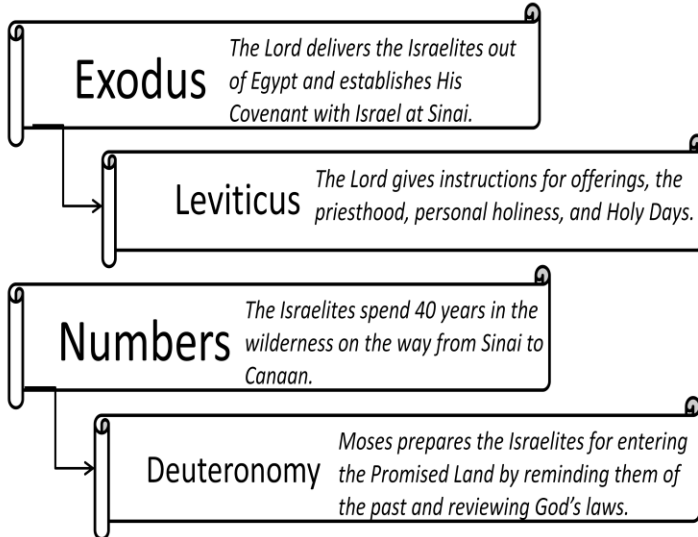 Exodus
The Lord delivers the Israelites out
of Egypt and establishes His
Covenant with Israel at Sinai.
Leviticus
The Lord gives instructions for offerings, the
priesthood, personal holiness, and Holy Days.
Numbers
The Israelites spend 40 years in the
wilderness on the way from Sinai to
Canaan.
Deuteronomy
Moses prepares the Israelites for entering
the Promised Land by reminding them of
the past and reviewing God's laws.